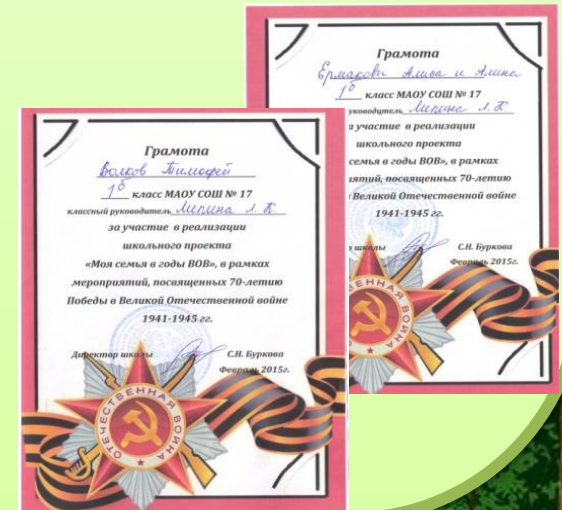 Грамота
Волков Тимофей
1б класс МАОУ СОШ № 17
классный руководитель Липина Л. К
за участие в реализации
школьного проекта
«Моя семья в годы ВОВ», в рамках
мероприятий, посвященных 70-летию
Победы в Великой Отечественной войне
1941-1945 гг.
Директор школы С.Н. Буркова
Февраль 2015г.
ОТЕЧЕСТВЕННАЯ ВОЙНА
Грамота
Ермаковы Алиса и Алина
1б класс МАОУ СОШ № 17
уководитель Липина Л. К
а участие в реализации
школьного проекта
семья в годы ВОВ», в рамках
иятий, посвященных 70-летию
в Великой Отечественной войне
1941-1945 гг.
школы С.Н. Буркова
Февраль 2015г.